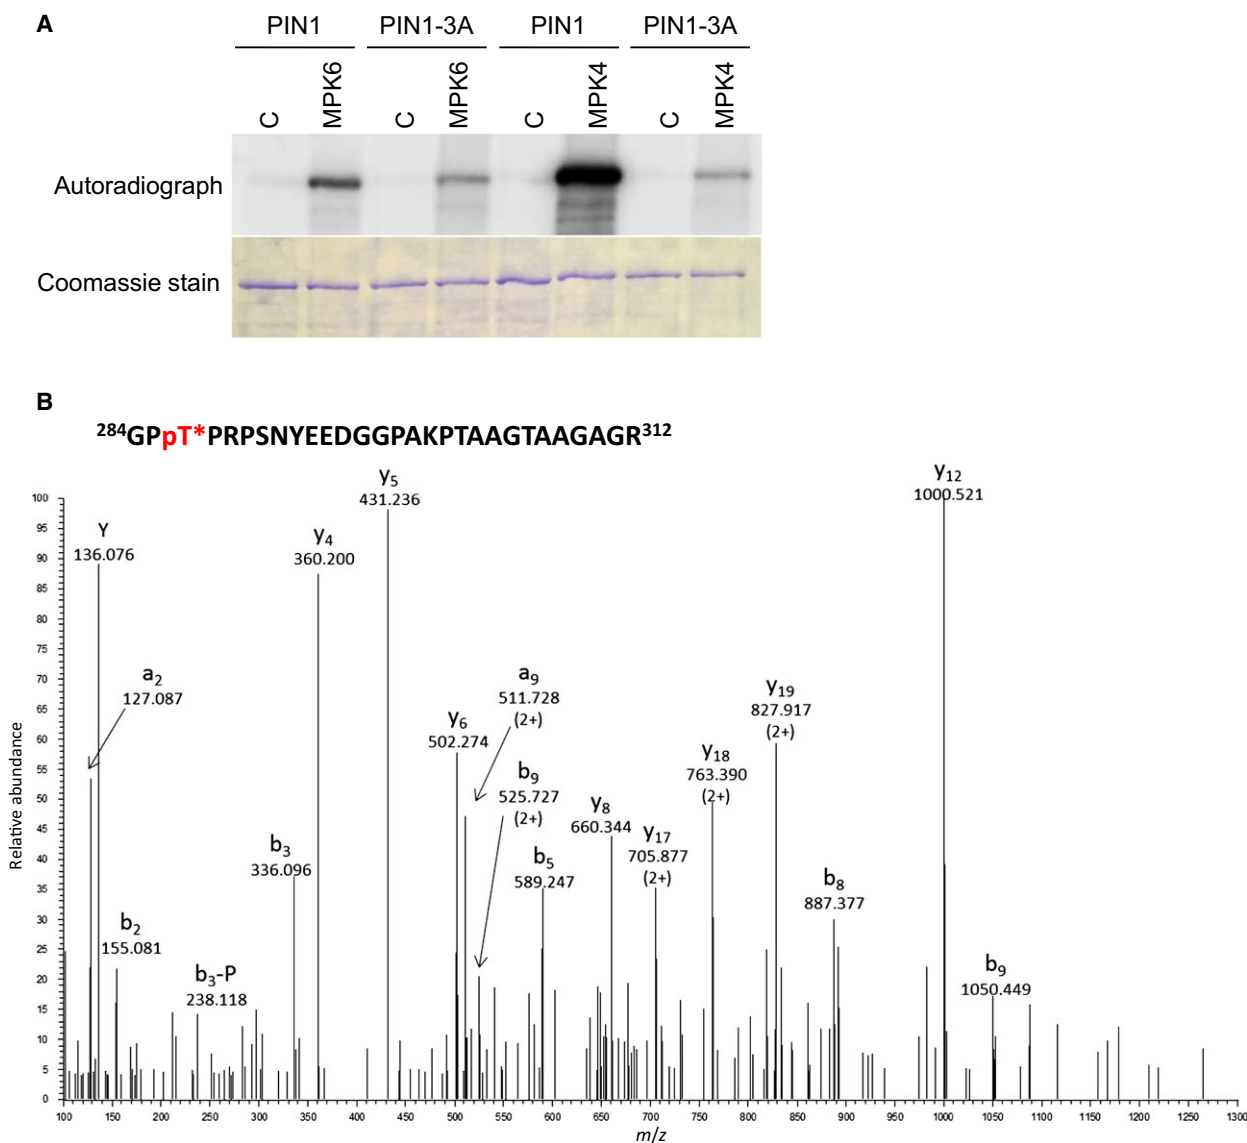 A
PIN1 PIN1-3A PIN1 PIN1-3A
C MPK6 C MPK6 C MPK4 C MPK4
Autoradiograph
Coomassie stain
B
²⁸⁴GPpT*PRPSNYEEDGGPAKPTAAGTAAGAGR³¹²
y₁₂
1000.521
y₅
431.236
Y
136.076
y₄
360.200
a₂
127.087
a₉
511.728
(2+)
y₁₉
827.917
(2+)
y₆
502.274
y₁₈
763.390
(2+)
b₉
525.727
(2+)
y₈
660.344
y₁₇
705.877
(2+)
b₃
336.096
b₅
589.247
b₈
887.377
b₂
155.081
b₃-P
238.118
b₉
1050.449
Relative abundance
100
95
90
85
80
75
70
65
60
55
50
45
40
35
30
25
20
15
10
5
0
100 150 200 250 300 350 400 450 500 550 600 650 700 750 800 850 900 950 1000 1050 1100 1150 1200 1250 1300
m/z